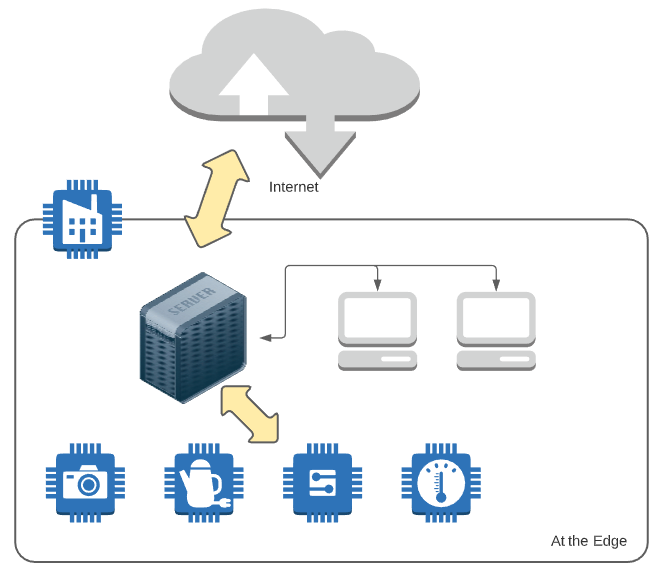 Internet
SERVER
At the Edge